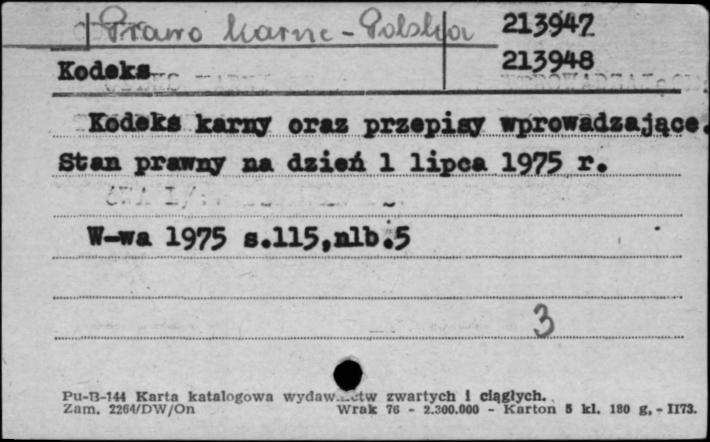 Prawo karne - Polska
213947
213948
Kodeks
Kodeks karny oraz przepisy wprowadzające.
Stan prawny na dzień 1 lipca 1975 r.
W-wa 1975 s.115,nlb.5
3
Pu-B-144 Karta katalogowa zwartych i ciągłych.
Zam. 2264/DW/On Wrak 76 - 2.300.000 - Karton 5 kl. 180 g, - II73.